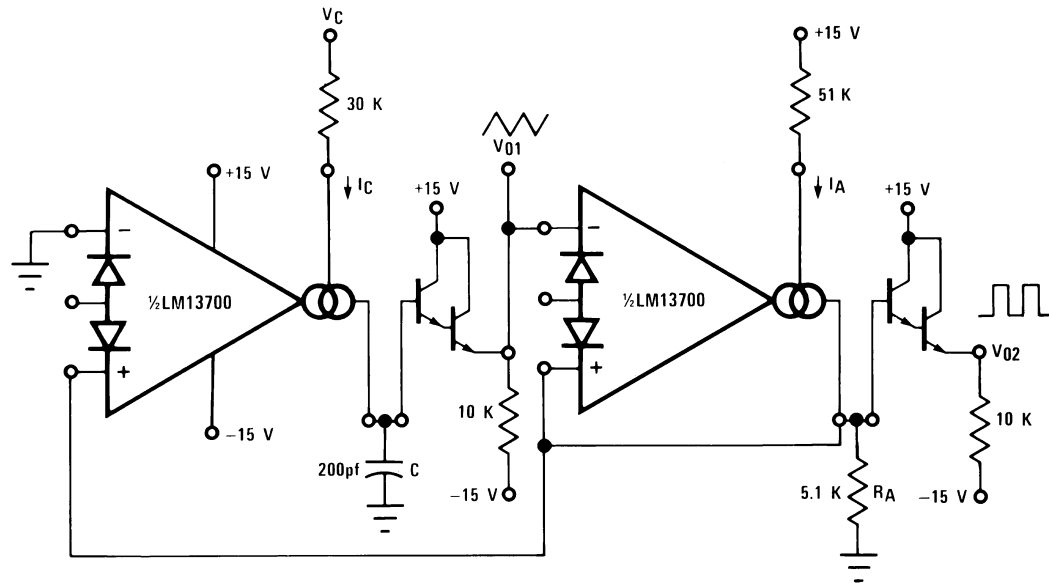 VC
30 K
IC
+15 V
−
½LM13700
+
−15 V
200pf
C
+15 V
V01
10 K
−15 V
+15 V
51 K
IA
−
½LM13700
+
+15 V
V02
10 K
−15 V
5.1 K
RA